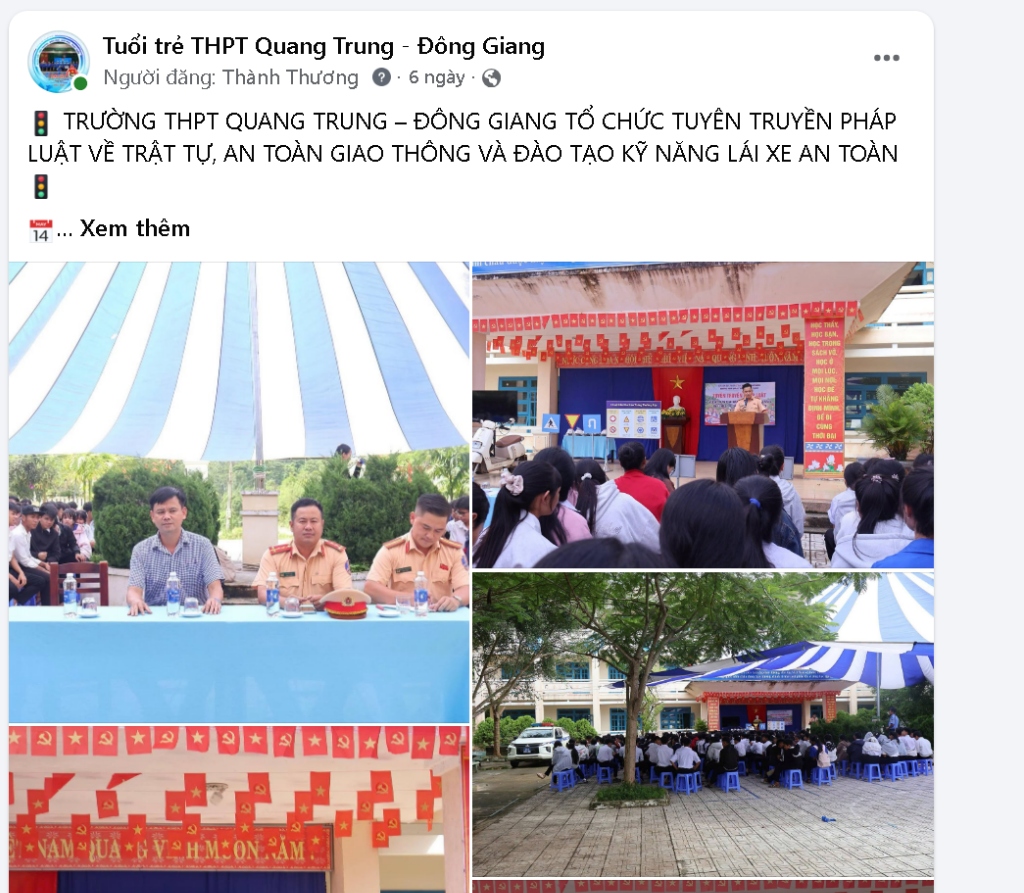 Tuổi trẻ THPT Quang Trung - Đông Giang
Người đăng: Thành Thương · 6 ngày ·
TRƯỜNG THPT QUANG TRUNG – ĐÔNG GIANG TỔ CHỨC TUYÊN TRUYỀN PHÁP
LUẬT VỀ TRẬT TỰ, AN TOÀN GIAO THÔNG VÀ ĐÀO TẠO KỸ NĂNG LÁI XE AN TOÀN
14... Xem thêm
HỌC THẦY,
HỌC BẠN,
HỌC TRONG
SÁCH VỞ,
HỌC Ở
MỌI LÚC,
MỌI NƠI,
HỌC ĐỂ
TỰ KHẲNG
ĐỊNH MÌNH,
ĐỂ ĐI
CÙNG
THỜI ĐẠI
NAM QUANG V